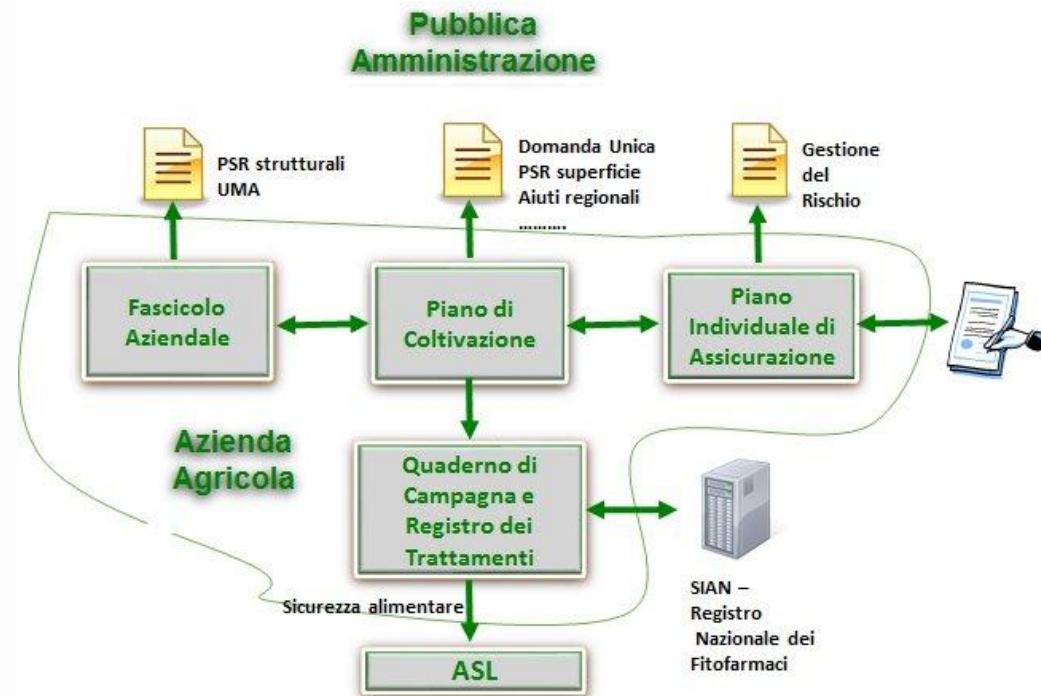 Pubblica
Amministrazione
PSR strutturali
UMA
Domanda Unica
PSR superficie
Aiuti regionali
……….
Gestione
del
Rischio
Fascicolo
Aziendale
Piano di
Coltivazione
Piano
Individuale di
Assicurazione
Azienda
Agricola
Quaderno di
Campagna e
Registro dei
Trattamenti
SIAN –
Registro
Nazionale dei
Fitofarmaci
Sicurezza alimentare
ASL